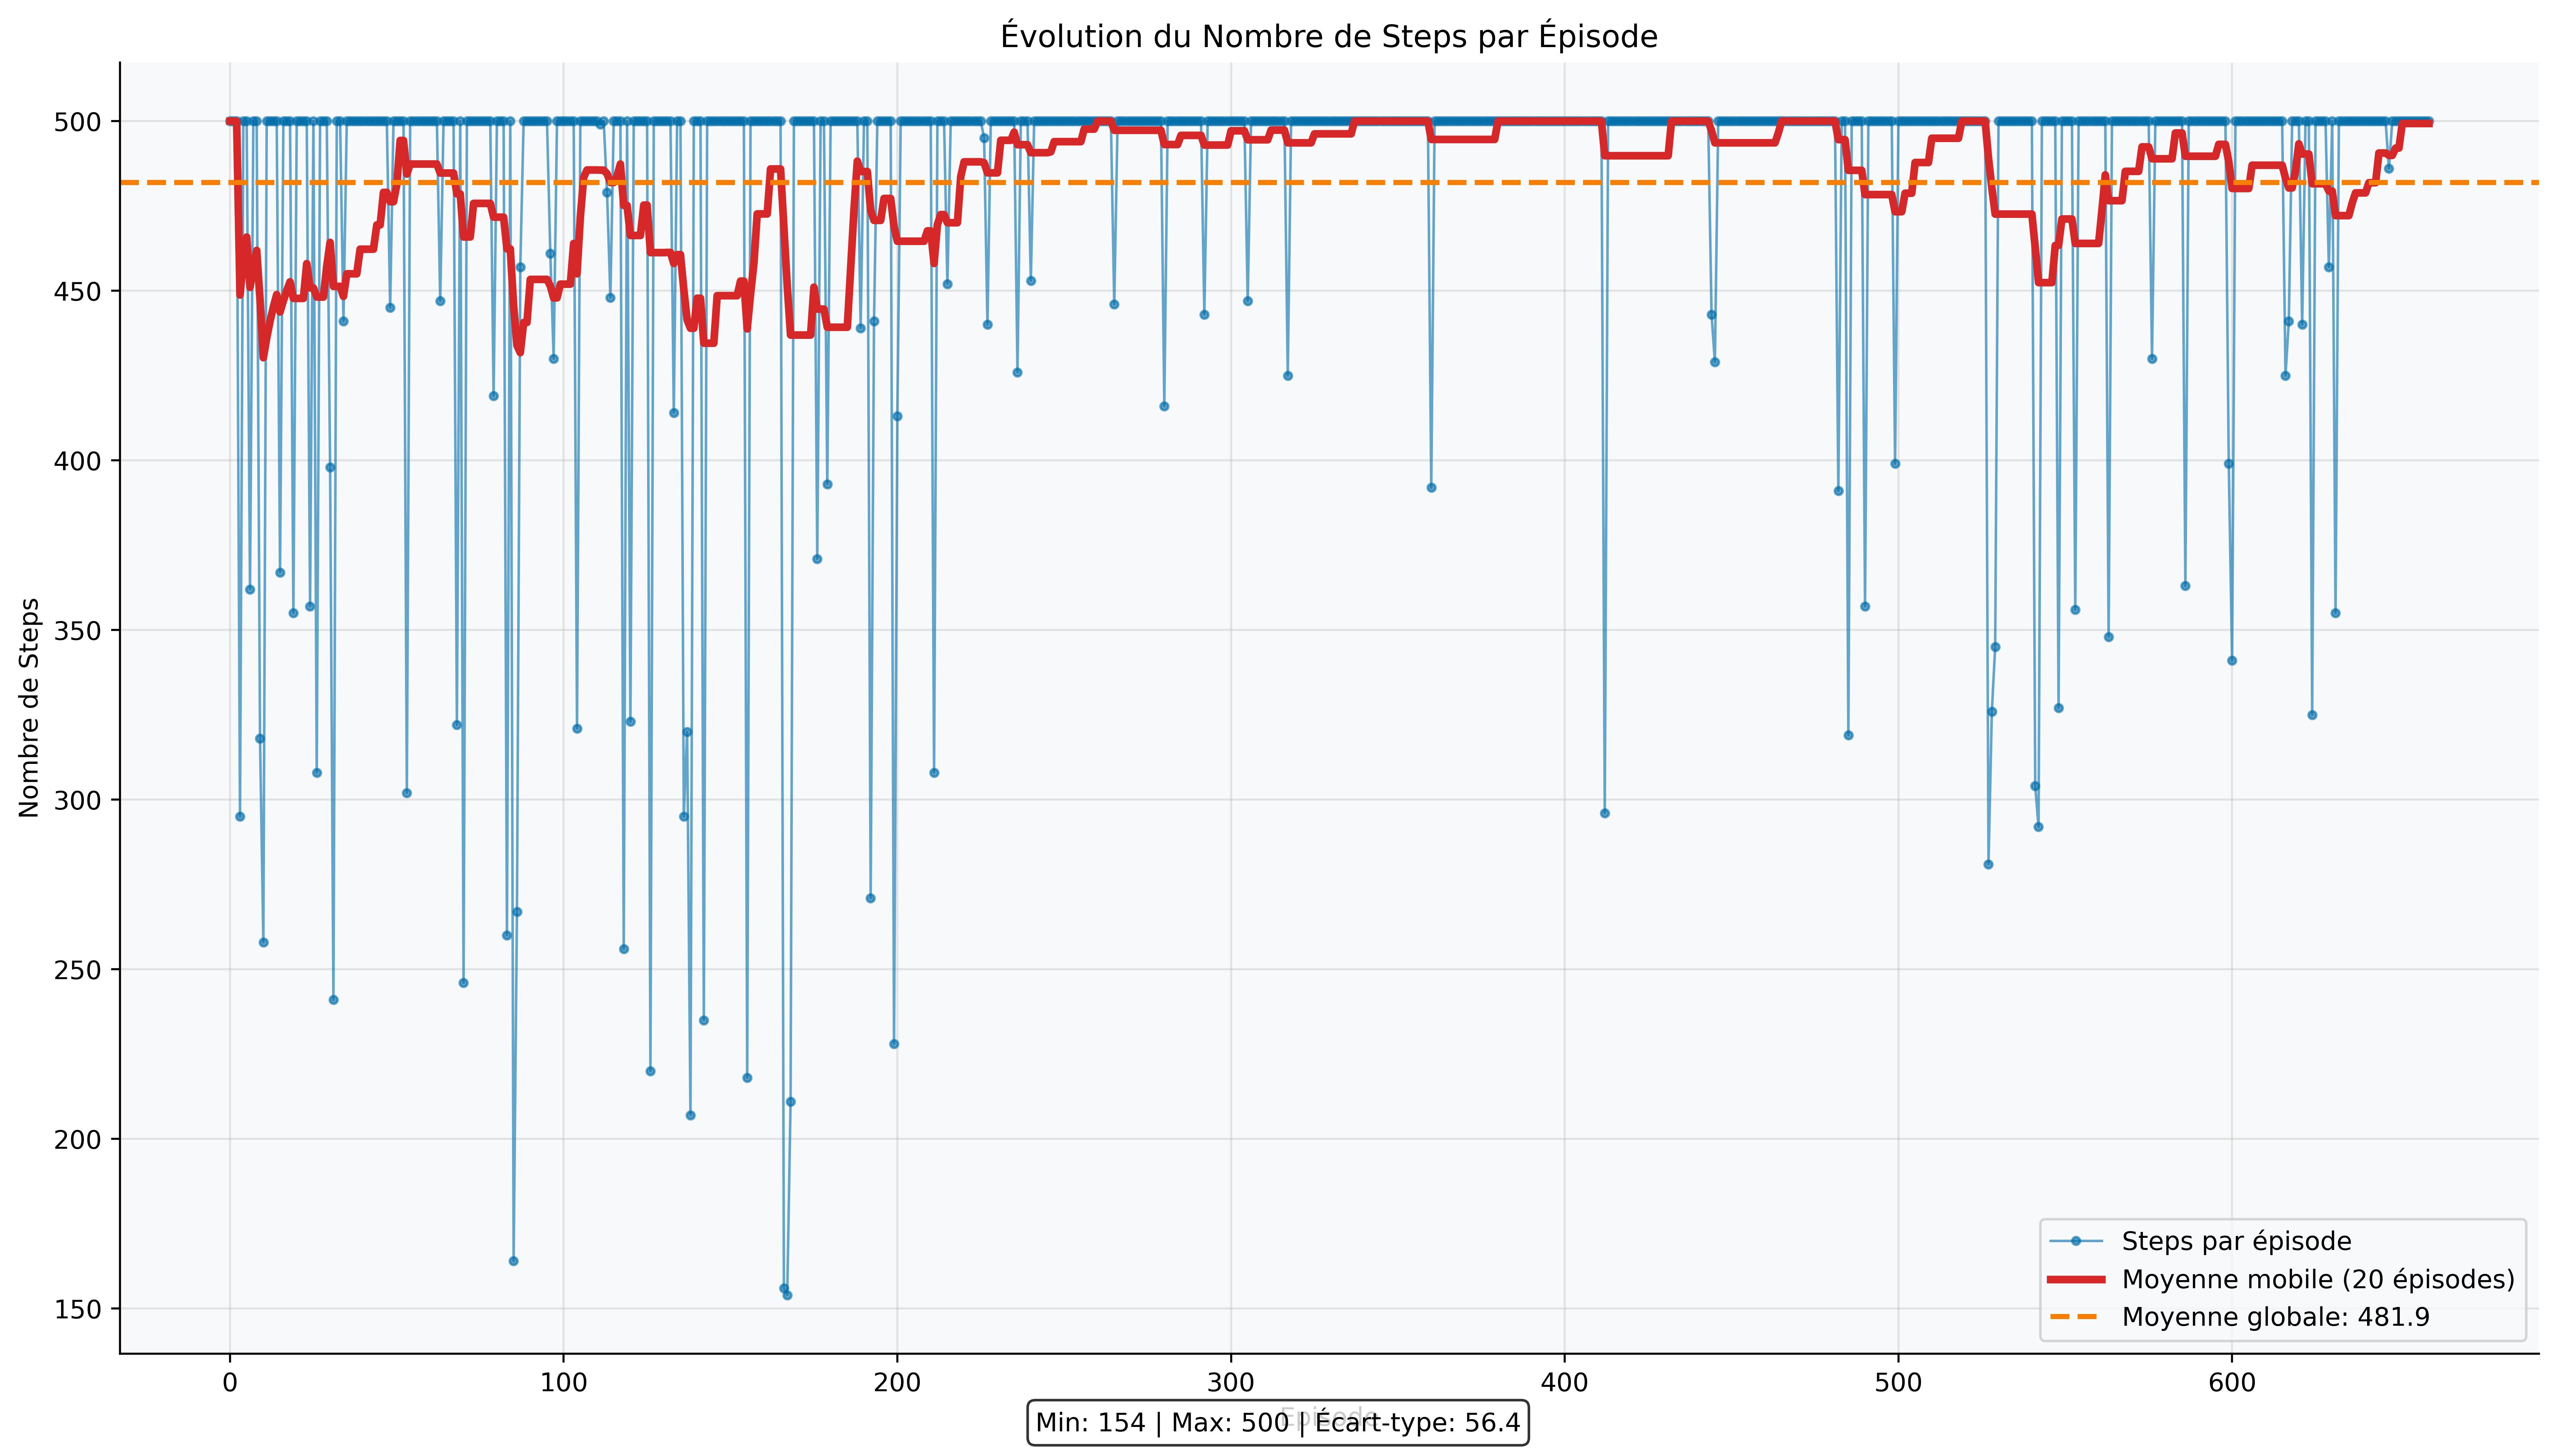 Évolution du Nombre de Steps par Épisode
Nombre de Steps
500
450
400
350
300
250
200
150
0
100
200
300
400
500
600
Steps par épisode
Moyenne mobile (20 épisodes)
Moyenne globale: 481.9
Épisode
Min: 154 | Max: 500 | Écart-type: 56.4